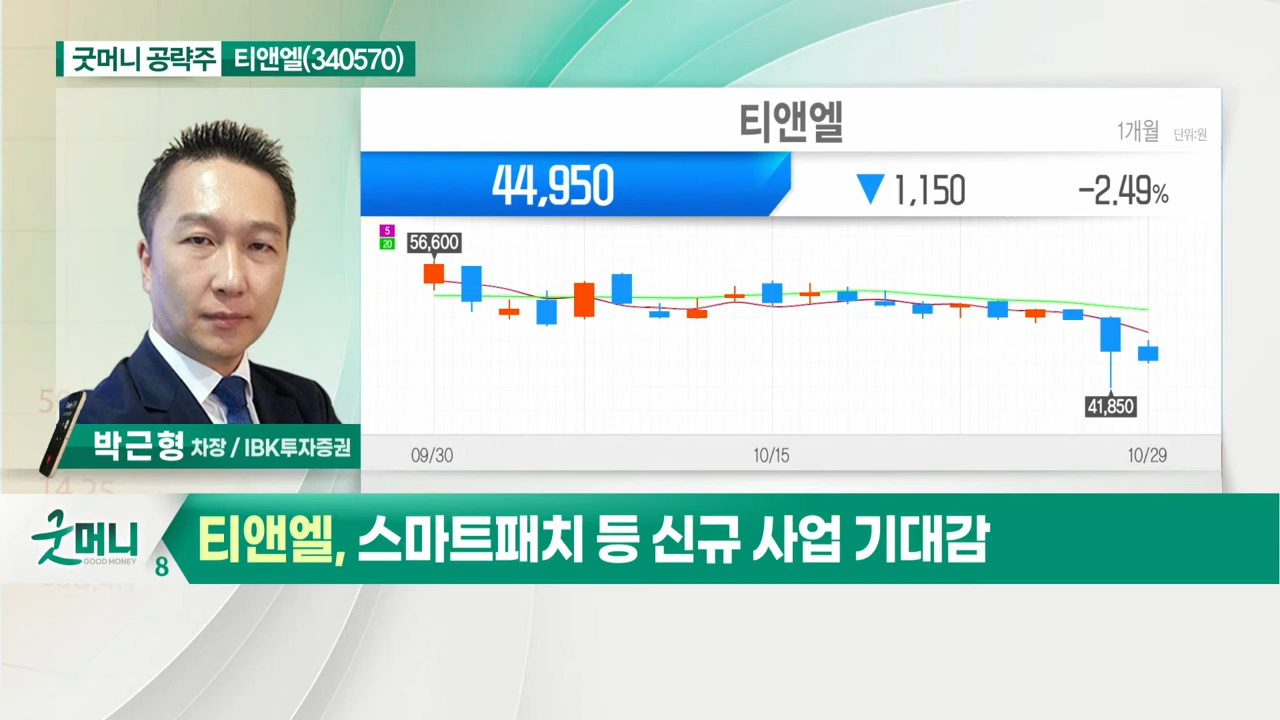 굿머니 공략주 티앤엘(340570)
티앤엘
1개월 단위:원
44,950 ▼ 1,150 -2.49%
5
20
56,600
41,850
09/30 10/15 10/29
박근형 차장 / IBK투자증권
굿머니
GOOD MONEY
8
티앤엘, 스마트패치 등 신규 사업 기대감